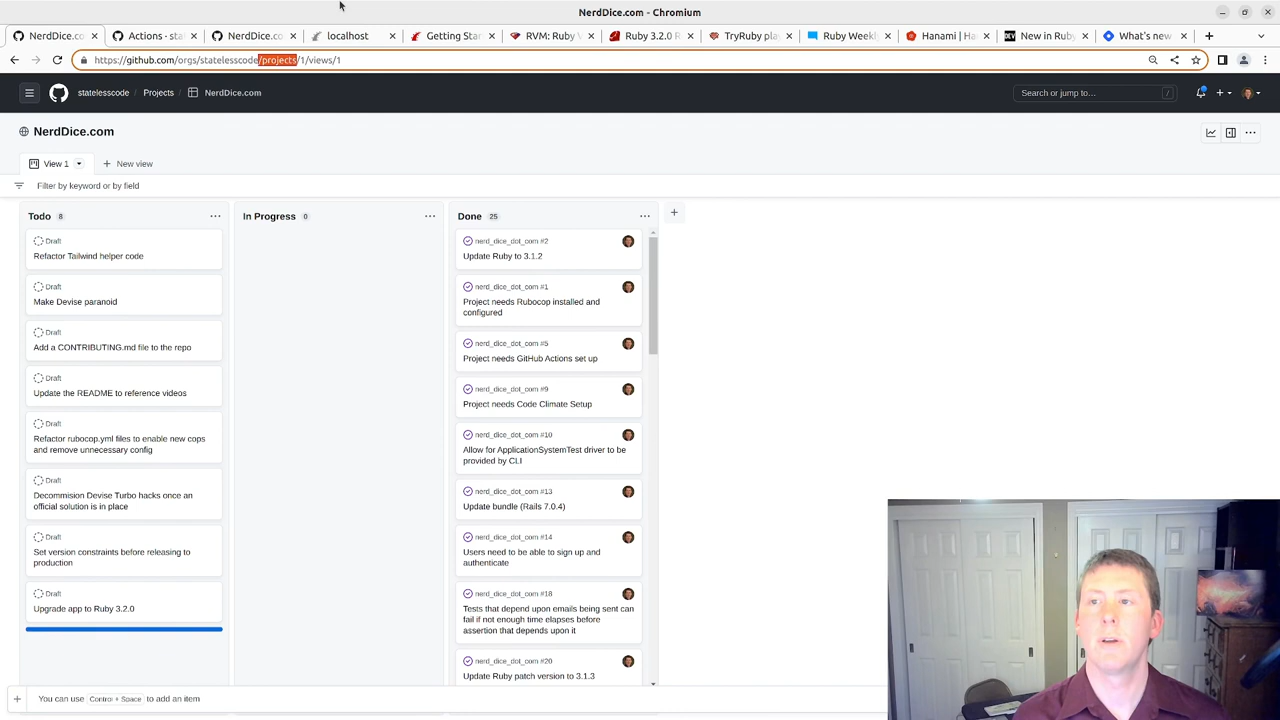 NerdDice.com - Chromium
NerdDice.co
Actions · stat
NerdDice.co
localhost
Getting Star
RVM: Ruby V
Ruby 3.2.0 R
TryRuby play
Ruby Weekly
Hanami | Ha
New in Ruby
What's new
https://github.com/orgs/statelesscode/projects/1/views/1
statelesscode / Projects / NerdDice.com
Search or jump to… /
NerdDice.com
View 1
+ New view
Filter by keyword or by field
Todo 8
Draft
Refactor Tailwind helper code
Draft
Make Devise paranoid
Draft
Add a CONTRIBUTING.md file to the repo
Draft
Update the README to reference videos
Draft
Refactor rubocop.yml files to enable new cops
and remove unnecessary config
Draft
Decommision Devise Turbo hacks once an
official solution is in place
Draft
Set version constraints before releasing to
production
Draft
Upgrade app to Ruby 3.2.0
In Progress 0
Done 25
nerd_dice_dot_com #2
Update Ruby to 3.1.2
nerd_dice_dot_com #1
Project needs Rubocop installed and
configured
nerd_dice_dot_com #5
Project needs GitHub Actions set up
nerd_dice_dot_com #9
Project needs Code Climate Setup
nerd_dice_dot_com #10
Allow for ApplicationSystemTest driver to be
provided by CLI
nerd_dice_dot_com #13
Update bundle (Rails 7.0.4)
nerd_dice_dot_com #14
Users need to be able to sign up and
authenticate
nerd_dice_dot_com #18
Tests that depend upon emails being sent can
fail if not enough time elapses before
assertion that depends upon it
nerd_dice_dot_com #20
Update Ruby patch version to 3.1.3
You can use Control + Space to add an item